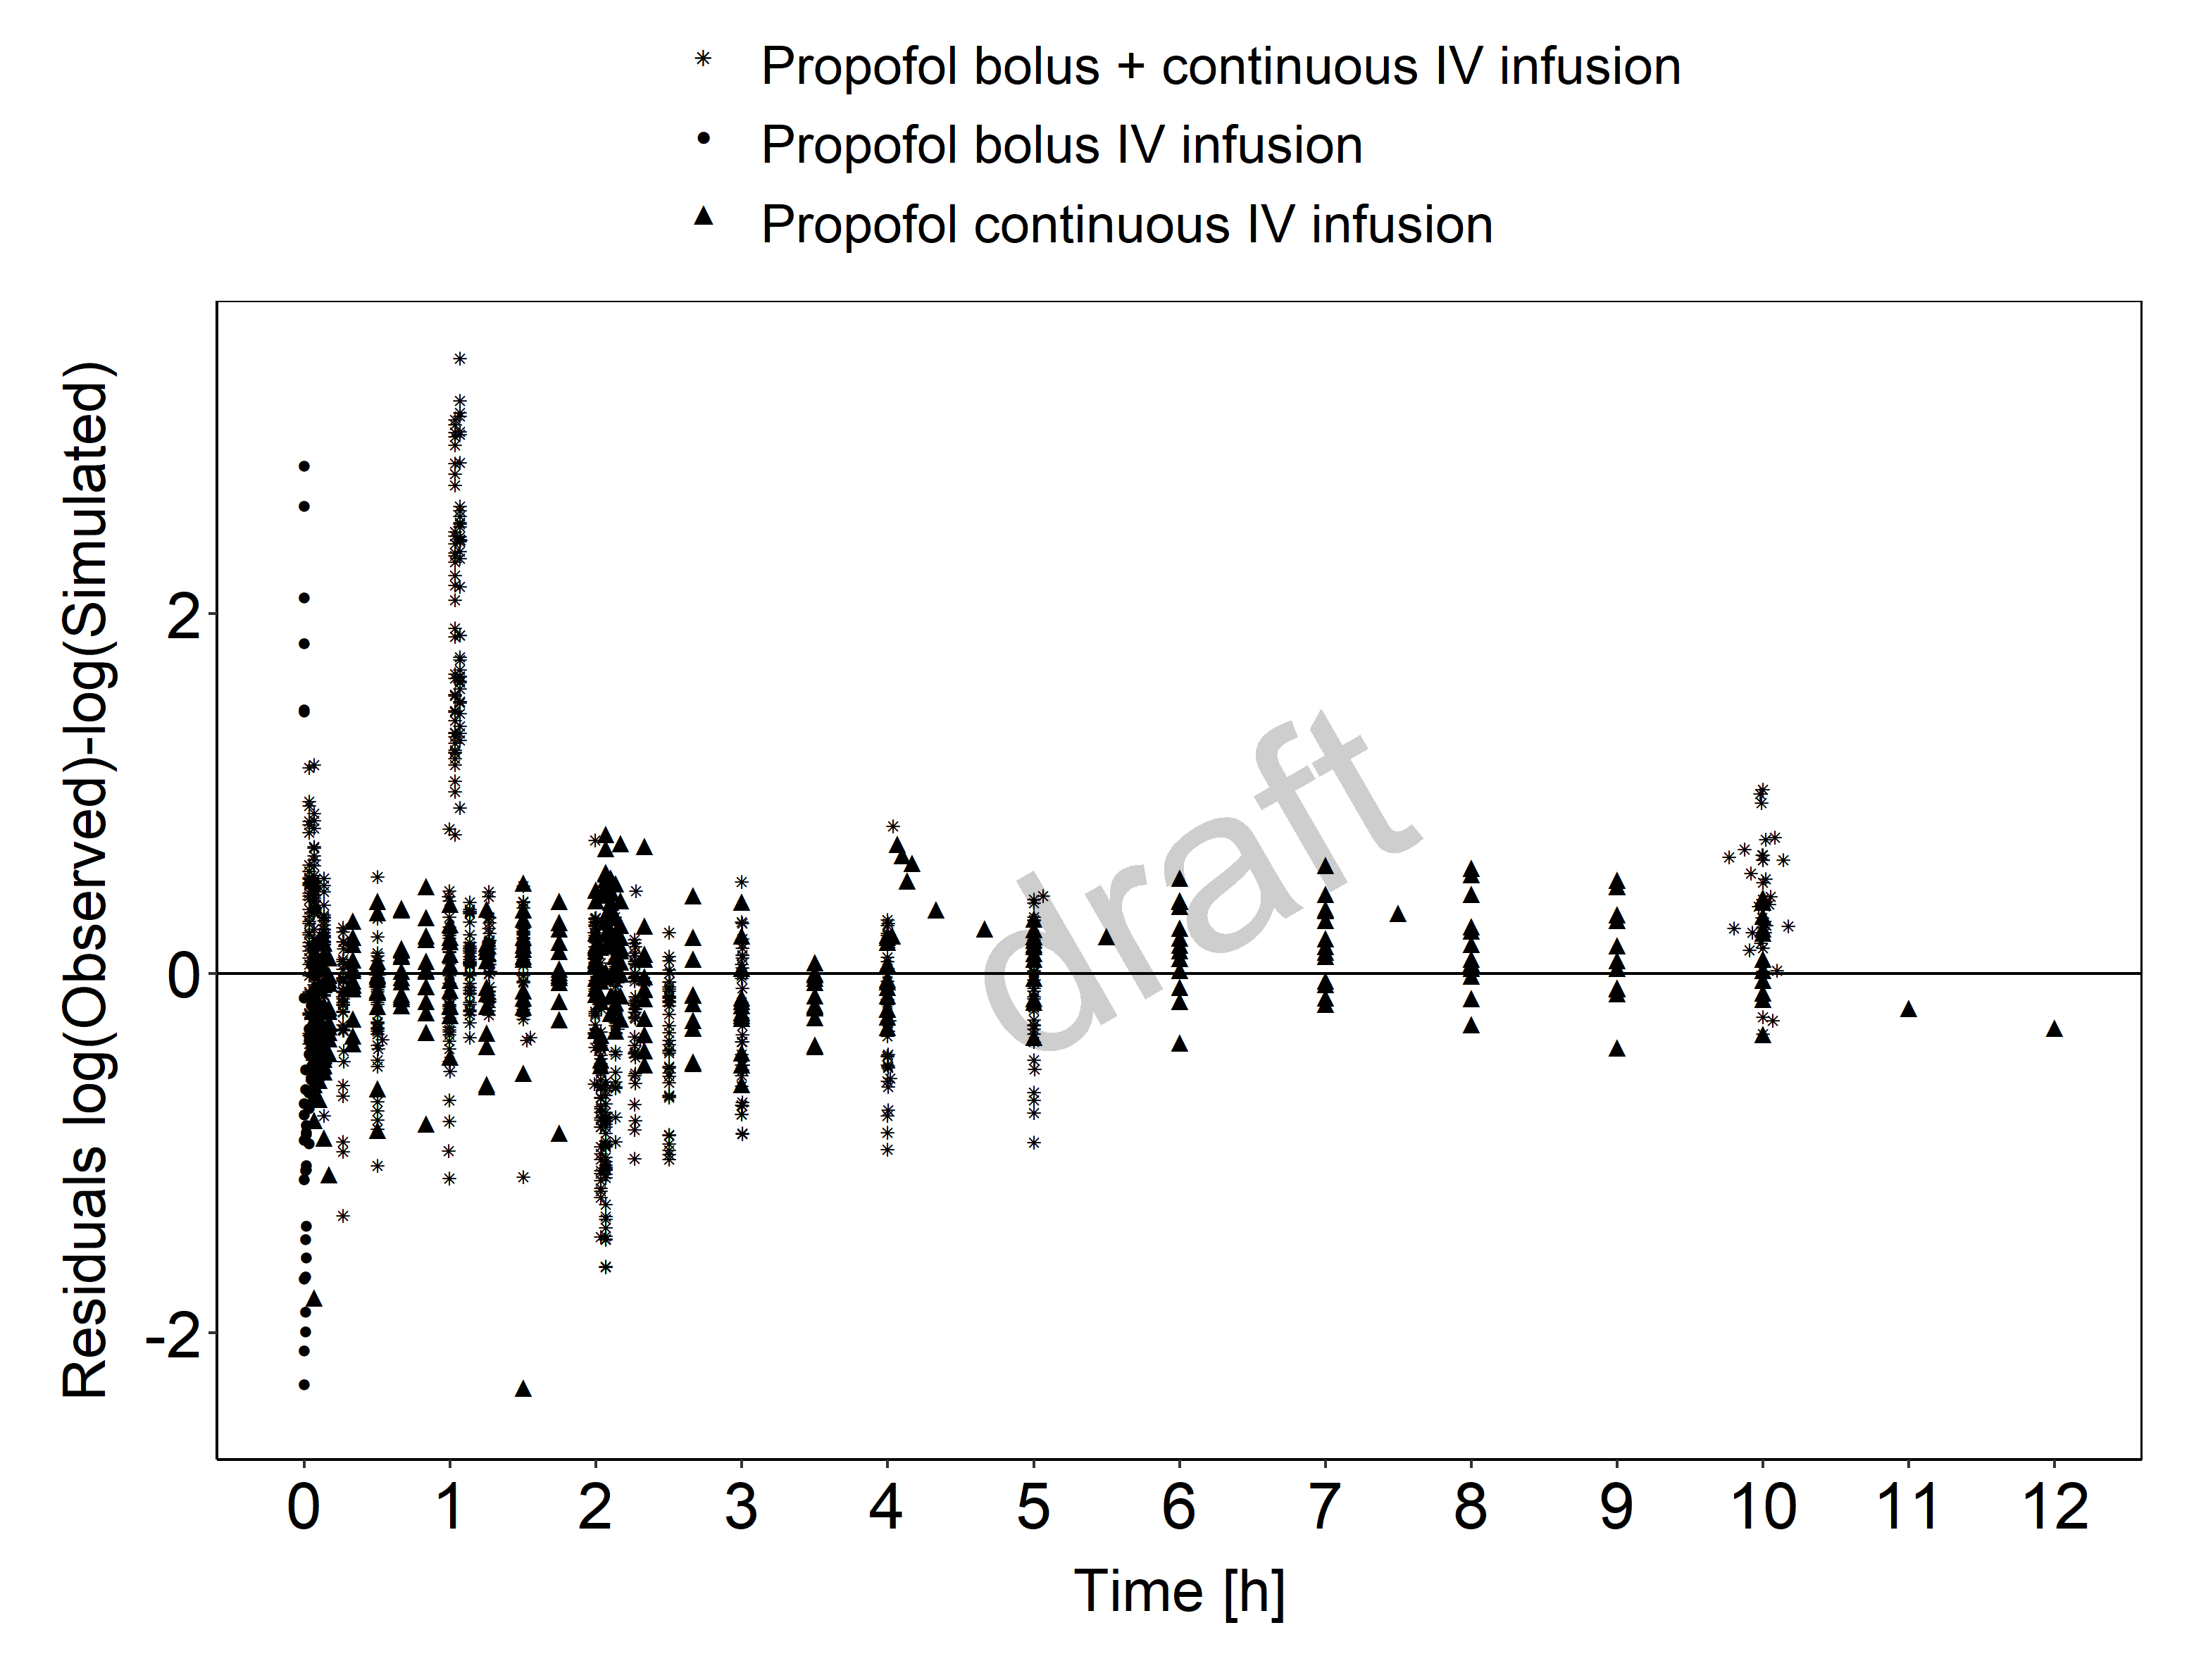 Propofol bolus + continuous IV infusion
Propofol bolus IV infusion
Propofol continuous IV infusion
Residuals log(Observed)-log(Simulated)
2
0
-2
draft
0 1 2 3 4 5 6 7 8 9 10 11 12
Time [h]